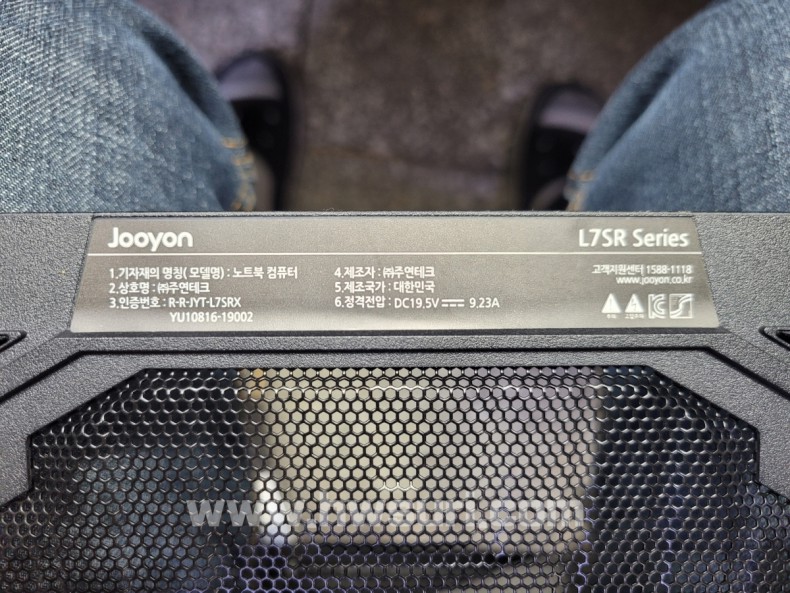 Jooyon
L7SR Series
1.기자재의 명칭( 모델명) : 노트북 컴퓨터
2.상호명 : ㈜주연테크
3.인증번호 : R-R-JYT-L7SRX
YU10816-19002
4.제조자 : ㈜주연테크
5.제조국가 : 대한민국
6.정격전압 : DC19.5V 9.23A
고객지원센터 1588-1118
www.jooyon.co.kr